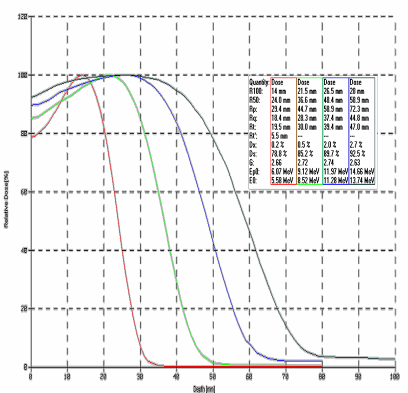 120
100
80
60
40
20
0
Relative Dose[%]
0 10 20 30 40 50 60 70 80 90 100
Depth [mm]
Quantity Dose Dose Dose Dose
R100: 14 mm 21.5 mm 26.5 mm 28 mm
R50: 24.0 mm 36.6 mm 48.4 mm 58.9 mm
Rp: 29.4 mm 44.7 mm 58.9 mm 72.3 mm
Rq: 18.4 mm 28.3 mm 37.4 mm 44.8 mm
Rt: 19.5 mm 30.0 mm 39.4 mm 47.0 mm
Rt': 5.5 mm --- --- ---
Dx: 0.2 % 0.5 % 2.0 % 2.7 %
Ds: 78.8 % 85.2 % 89.7 % 92.5 %
G: 2.66 2.72 2.74 2.63
Ep0: 6.07 MeV 9.12 MeV 11.97 MeV 14.66 MeV
E0: 5.58 MeV 8.52 MeV 11.28 MeV 13.74 MeV